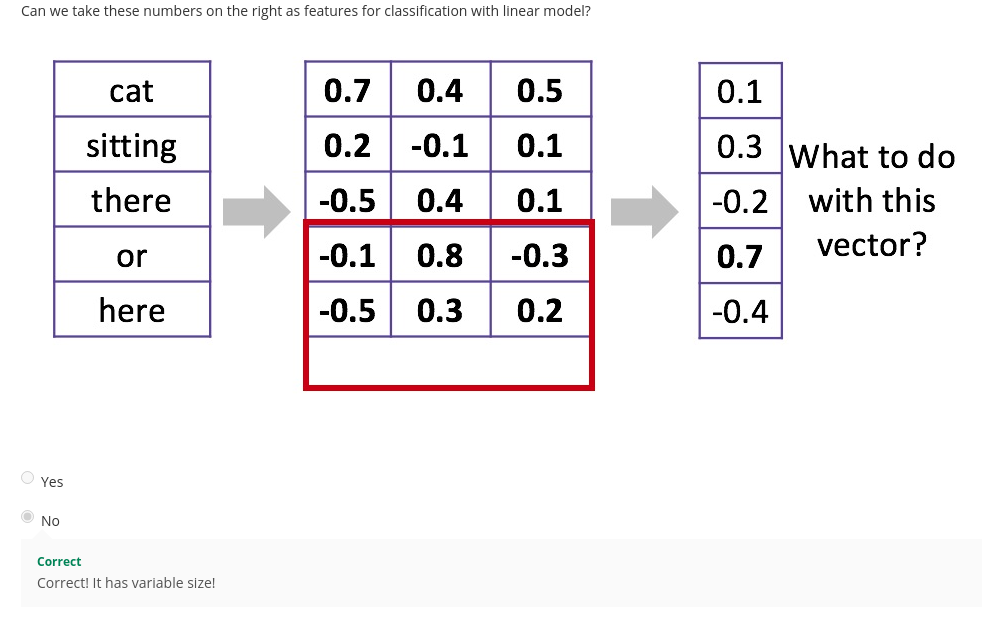 Can we take these numbers on the right as features for classification with linear model?
cat 0.7 0.4 0.5 0.1
sitting 0.2 -0.1 0.1 0.3
there -0.5 0.4 0.1 -0.2
or -0.1 0.8 -0.3 0.7
here -0.5 0.3 0.2 -0.4
What to do
with this
vector?
Yes
No
Correct
Correct! It has variable size!